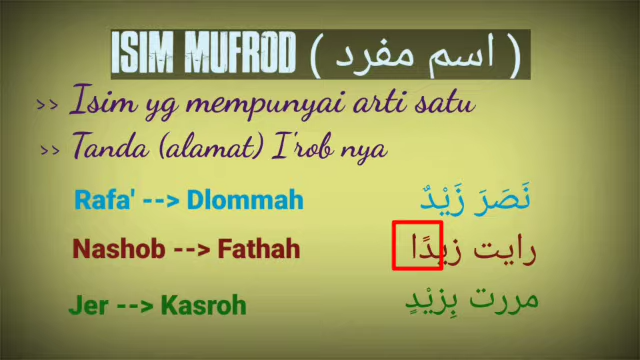 ISIM MUFROD ( اسم مفرد )
>> Isim yg mempunyai arti satu
>> Tanda (alamat) I'rob nya
Rafa' --> Dlommah نَصَرَ زَيْدٌ
Nashob --> Fathah رايت زيدًا
Jer --> Kasroh مررت بِزيْدٍ